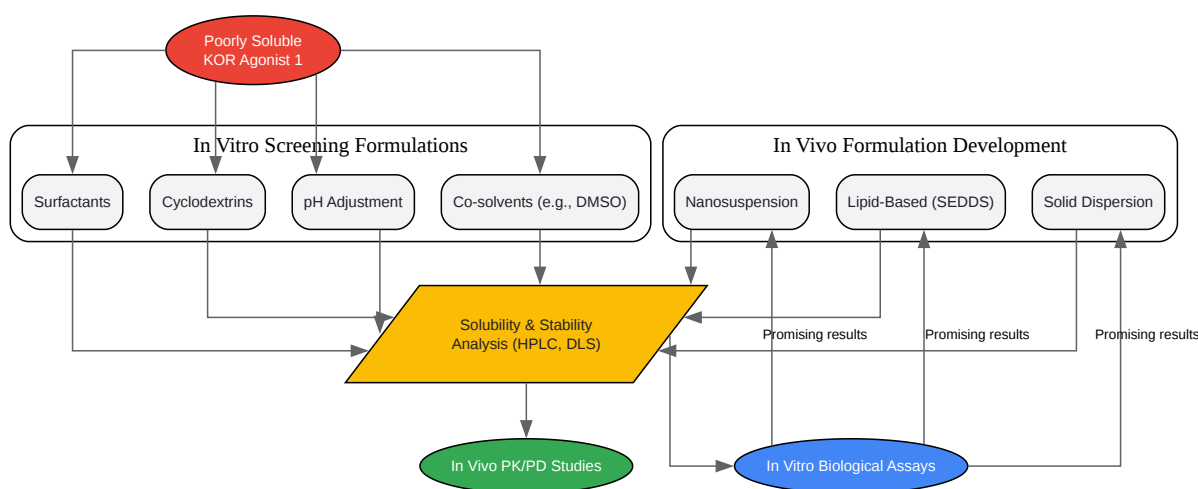 Poorly Soluble
KOR Agonist 1
In Vitro Screening Formulations
In Vivo Formulation Development
Surfactants
Cyclodextrins
pH Adjustment
Co-solvents (e.g., DMSO)
Nanosuspension
Lipid-Based (SEDDS)
Solid Dispersion
Solubility & Stability
Analysis (HPLC, DLS)
Promising results
Promising results
Promising results
In Vivo PK/PD Studies
In Vitro Biological Assays